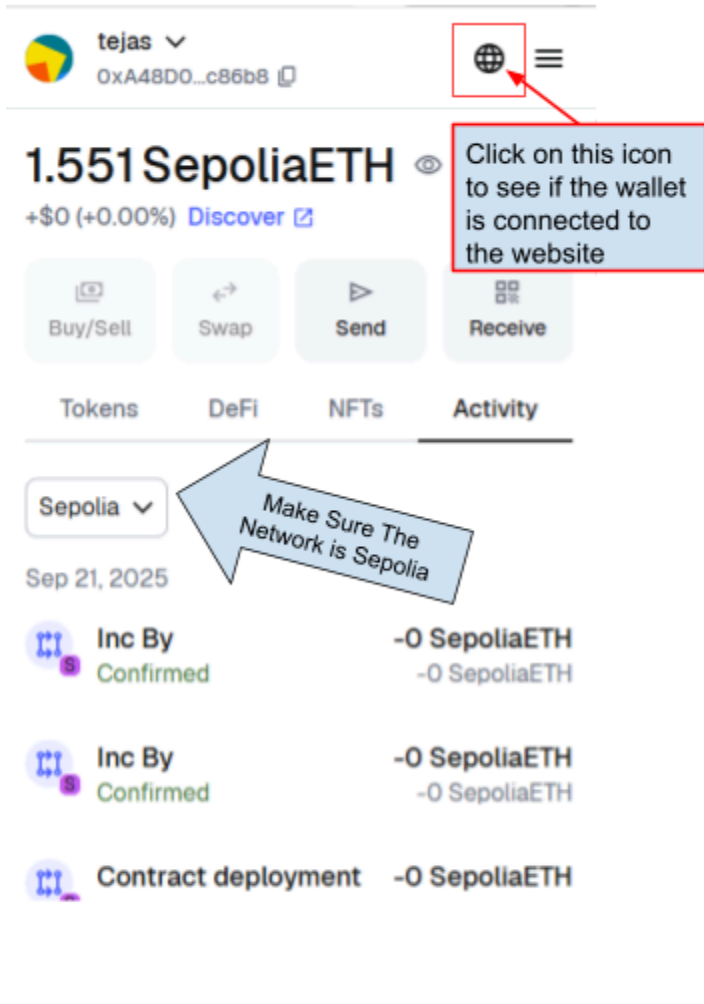 tejas
0xA48D0...c86b8
1.551 SepoliaETH
+$0 (+0.00%) Discover
Click on this icon
to see if the wallet
is connected to
the website
Buy/Sell
Swap
Send
Receive
Tokens
DeFi
NFTs
Activity
Sepolia
Make Sure The
Network is Sepolia
Sep 21, 2025
Inc By
-0 SepoliaETH
Confirmed
-0 SepoliaETH
S
Inc By
-0 SepoliaETH
Confirmed
-0 SepoliaETH
S
Contract deployment
-0 SepoliaETH